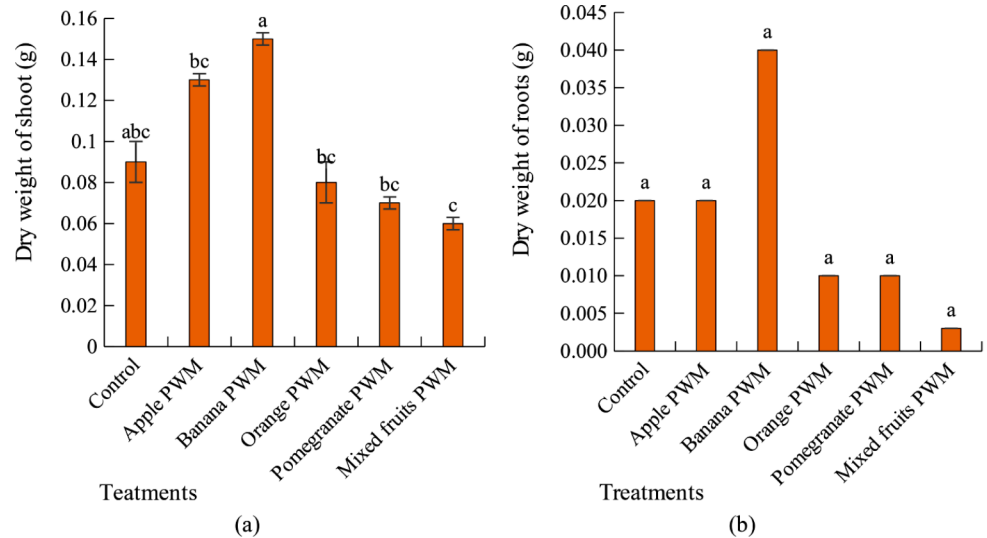 Dry weight of shoot (g)
0.16
0.14
0.12
0.1
0.08
0.06
0.04
0.02
0
abc
bc
a
bc
bc
c
Control
Apple PWM
Banana PWM
Orange PWM
Pomegranate PWM
Mixed fruits PWM
Teatments
(a)
Dry weight of roots (g)
0.045
0.040
0.035
0.030
0.025
0.020
0.015
0.010
0.005
0.000
a
a
a
a
a
a
Control
Apple PWM
Banana PWM
Orange PWM
Pomegranate PWM
Mixed fruits PWM
Treatments
(b)